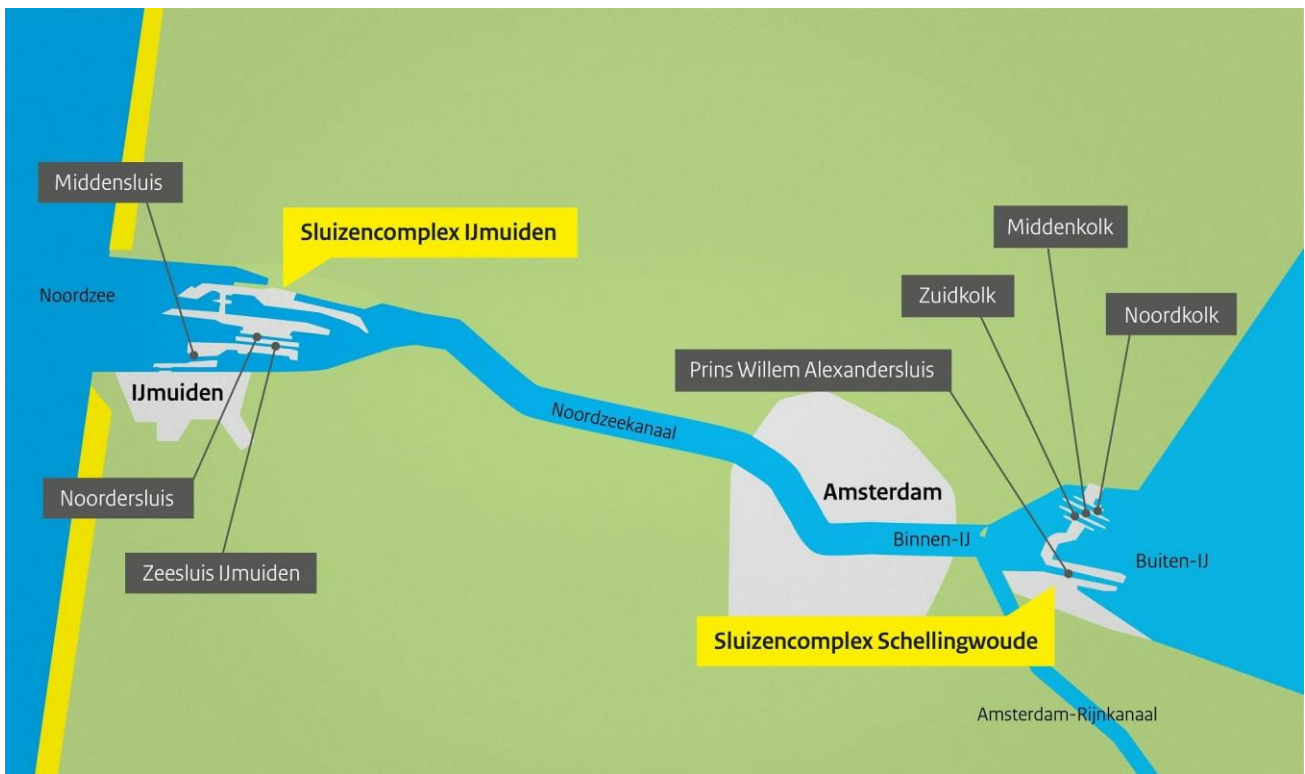 Middensluis
Sluizencomplex IJmuiden
Middenkolk
Noordzee
Zuidkolk
Noordkolk
Prins Willem Alexandersluis
IJmuiden
Noordzeekanaal
Noordersluis
Amsterdam
Binnen-IJ
Buiten-IJ
Zeesluis IJmuiden
Sluizencomplex Schellingwoude
Amsterdam-Rijnkanaal